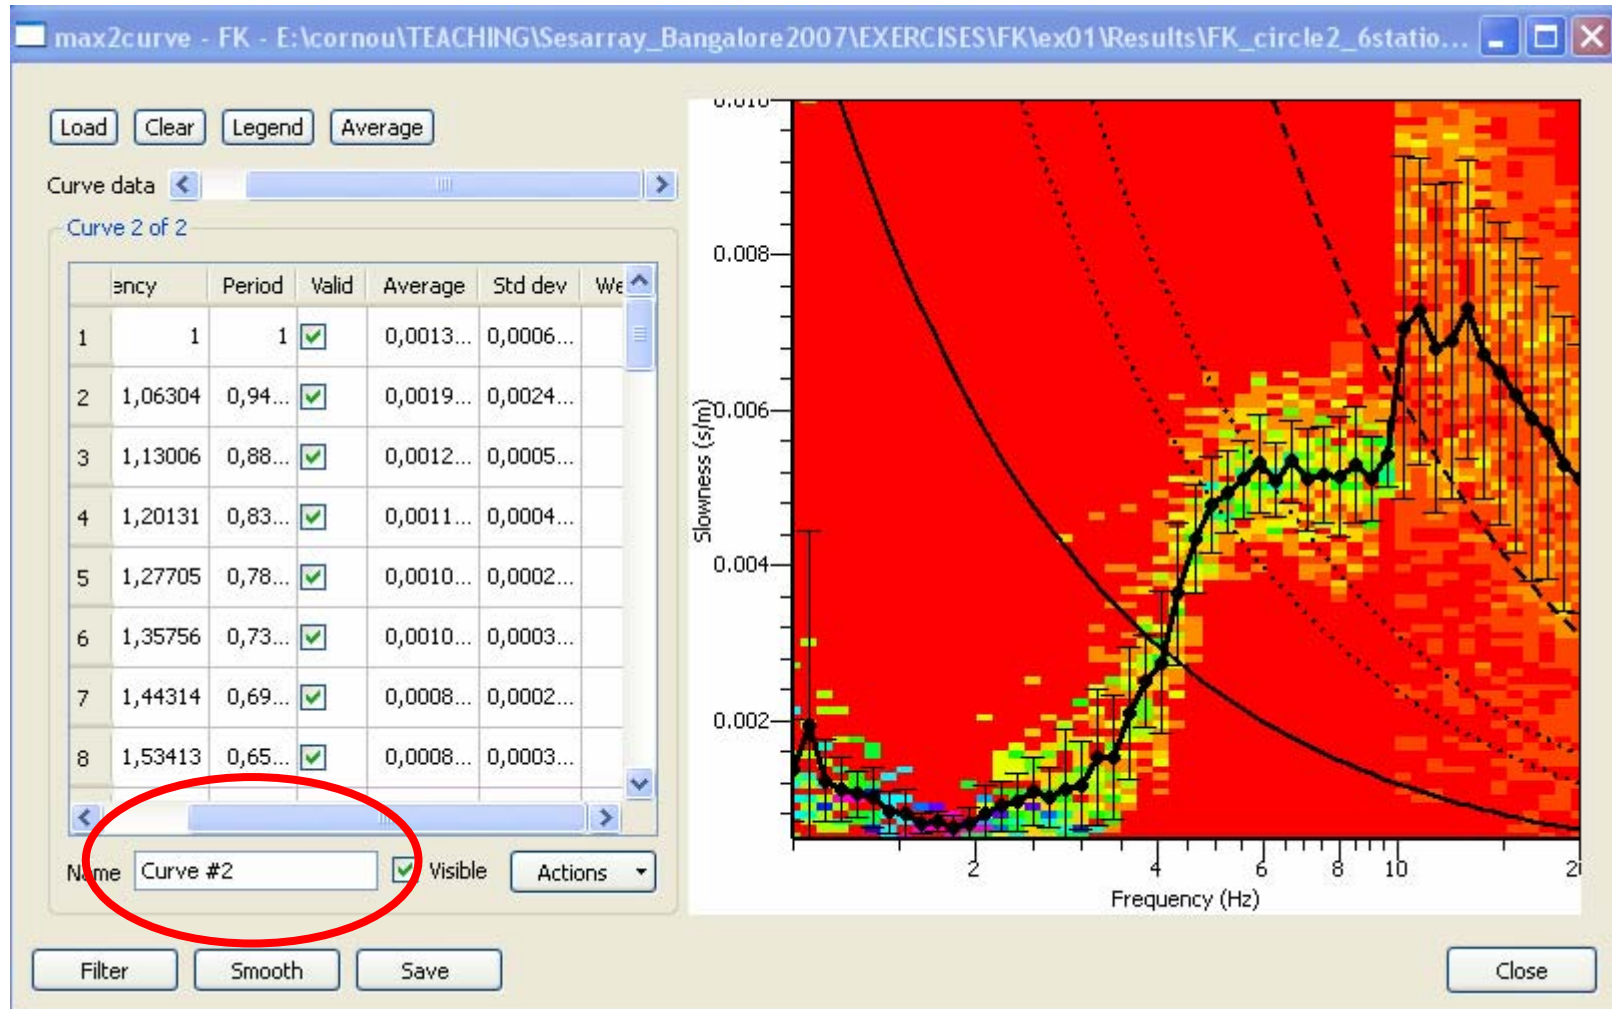 max2curve - FK - E:\cornou\TEACHING\Sesarray_Bangalore2007\EXERCISES\FK\ex01\Results\FK_circle2_6statio...
Load Clear Legend Average
Curve data
Curve 2 of 2
ency Period Valid Average Std dev We
1 1 1 0,0013... 0,0006...
2 1,06304 0,94... 0,0019... 0,0024...
3 1,13006 0,88... 0,0012... 0,0005...
4 1,20131 0,83... 0,0011... 0,0004...
5 1,27705 0,78... 0,0010... 0,0002...
6 1,35756 0,73... 0,0010... 0,0003...
7 1,44314 0,69... 0,0008... 0,0002...
8 1,53413 0,65... 0,0008... 0,0003...
Name Curve #2 Visible Actions
Filter Smooth Save
0.010
0.008
0.006
0.004
0.002
Slowness (s/m)
2 4 6 8 10 2
Frequency (Hz)
Close